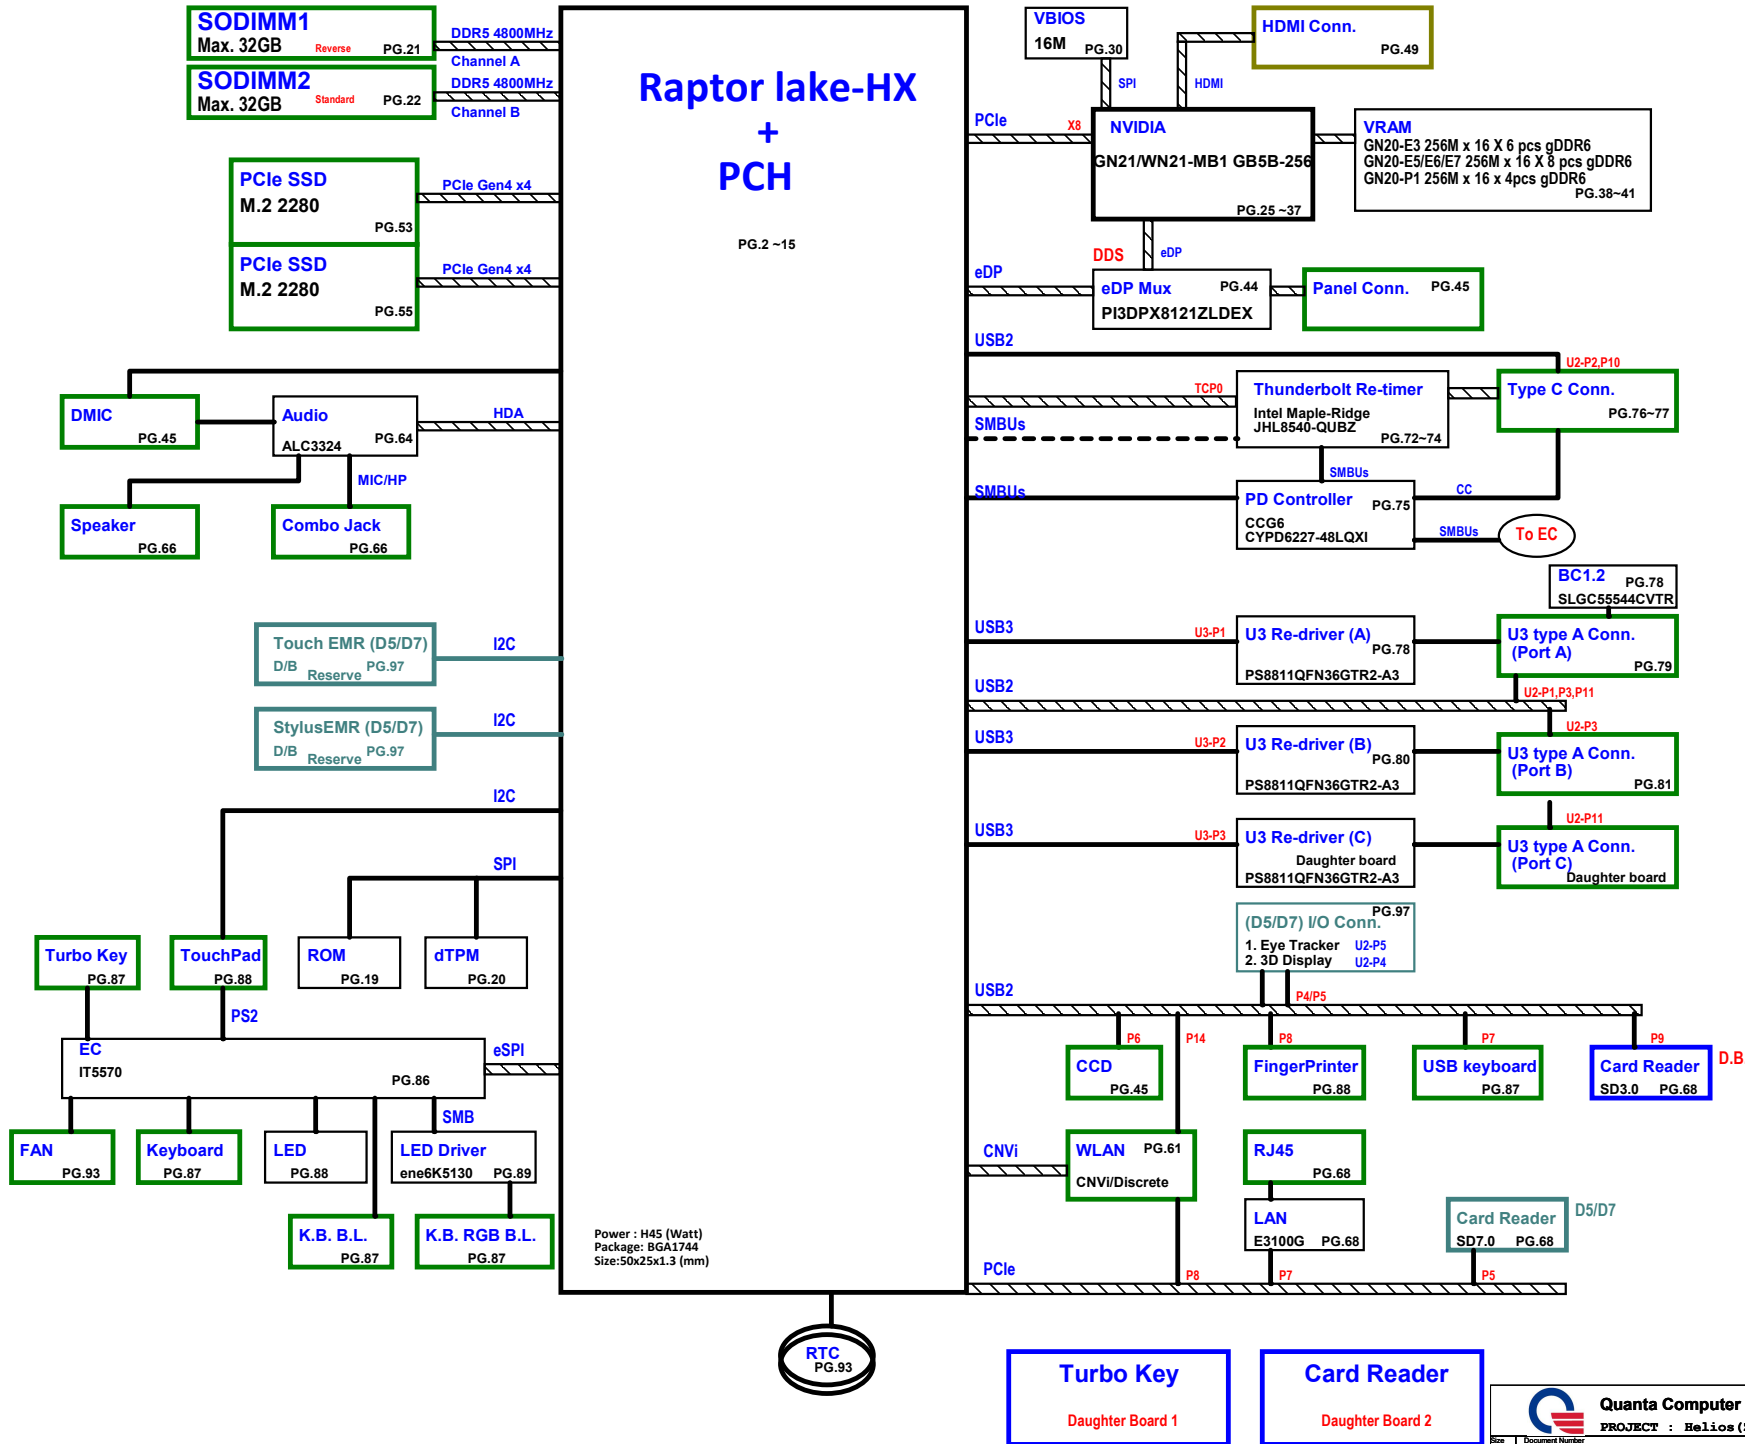 SODIMM1
Max. 32GB Reverse PG.21
DDR5 4800MHz
Channel A
SODIMM2
Max. 32GB Standard PG.22
DDR5 4800MHz
Channel B
PCIe SSD
M.2 2280
PG.53
PCIe Gen4 x4
PCIe SSD
M.2 2280
PG.55
PCIe Gen4 x4
DMIC
PG.45
Audio
PG.64
ALC3324
HDA
MIC/HP
Speaker
PG.66
Combo Jack
PG.66
Touch EMR (D5/D7)
D/B Reserve PG.97
I2C
StylusEMR (D5/D7)
D/B Reserve PG.97
I2C
I2C
SPI
Turbo Key
PG.87
TouchPad
PG.88
ROM
PG.19
dTPM
PG.20
PS2
EC
IT5570
PG.86
eSPI
SMB
FAN
PG.93
Keyboard
PG.87
LED
PG.88
LED Driver
ene6K5130 PG.89
K.B. B.L.
PG.87
K.B. RGB B.L.
PG.87
Raptor lake-HX
+
PCH
PG.2 ~15
Power : H45 (Watt)
Package: BGA1744
Size:50x25x1.3 (mm)
RTC
PG.93
VBIOS
16M PG.30
SPI
HDMI
HDMI Conn.
PG.49
PCIe X8
NVIDIA
GN21/WN21-MB1 GB5B-256
PG.25 ~37
VRAM
GN20-E3 256M x 16 X 6 pcs gDDR6
GN20-E5/E6/E7 256M x 16 X 8 pcs gDDR6
GN20-P1 256M x 16 x 4pcs gDDR6
PG.38~41
DDS
eDP
eDP
eDP Mux PG.44
PI3DPX8121ZLDEX
Panel Conn. PG.45
USB2
U2-P2,P10
TCP0
SMBUs
Thunderbolt Re-timer
Intel Maple-Ridge
JHL8540-QUBZ
PG.72~74
Type C Conn.
PG.76~77
SMBUs
SMBUs
PD Controller
PG.75
CCG6
CYPD6227-48LQXI
CC
SMBUs
To EC
BC1.2 PG.78
SLGC55544CVTR
USB3 U3-P1
U3 Re-driver (A)
PG.78
PS8811QFN36GTR2-A3
U3 type A Conn.
(Port A)
PG.79
USB2
U2-P1,P3,P11
U2-P3
USB3 U3-P2
U3 Re-driver (B)
PG.80
PS8811QFN36GTR2-A3
U3 type A Conn.
(Port B)
PG.81
U2-P11
USB3 U3-P3
U3 Re-driver (C)
Daughter board
PS8811QFN36GTR2-A3
U3 type A Conn.
(Port C)
Daughter board
PG.97
(D5/D7) I/O Conn.
1. Eye Tracker U2-P5
2. 3D Display U2-P4
USB2
P4/P5
P6
P14
P8
P7
P9
CCD
PG.45
FingerPrinter
PG.88
USB keyboard
PG.87
Card Reader
SD3.0 PG.68
D.B
CNVi
WLAN PG.61
CNVi/Discrete
RJ45
PG.68
LAN
E3100G PG.68
Card Reader
SD7.0 PG.68
D5/D7
PCIe
P8
P7
P5
Turbo Key
Daughter Board 1
Card Reader
Daughter Board 2
Quanta Computer
PROJECT : Helios(
Size Document Number